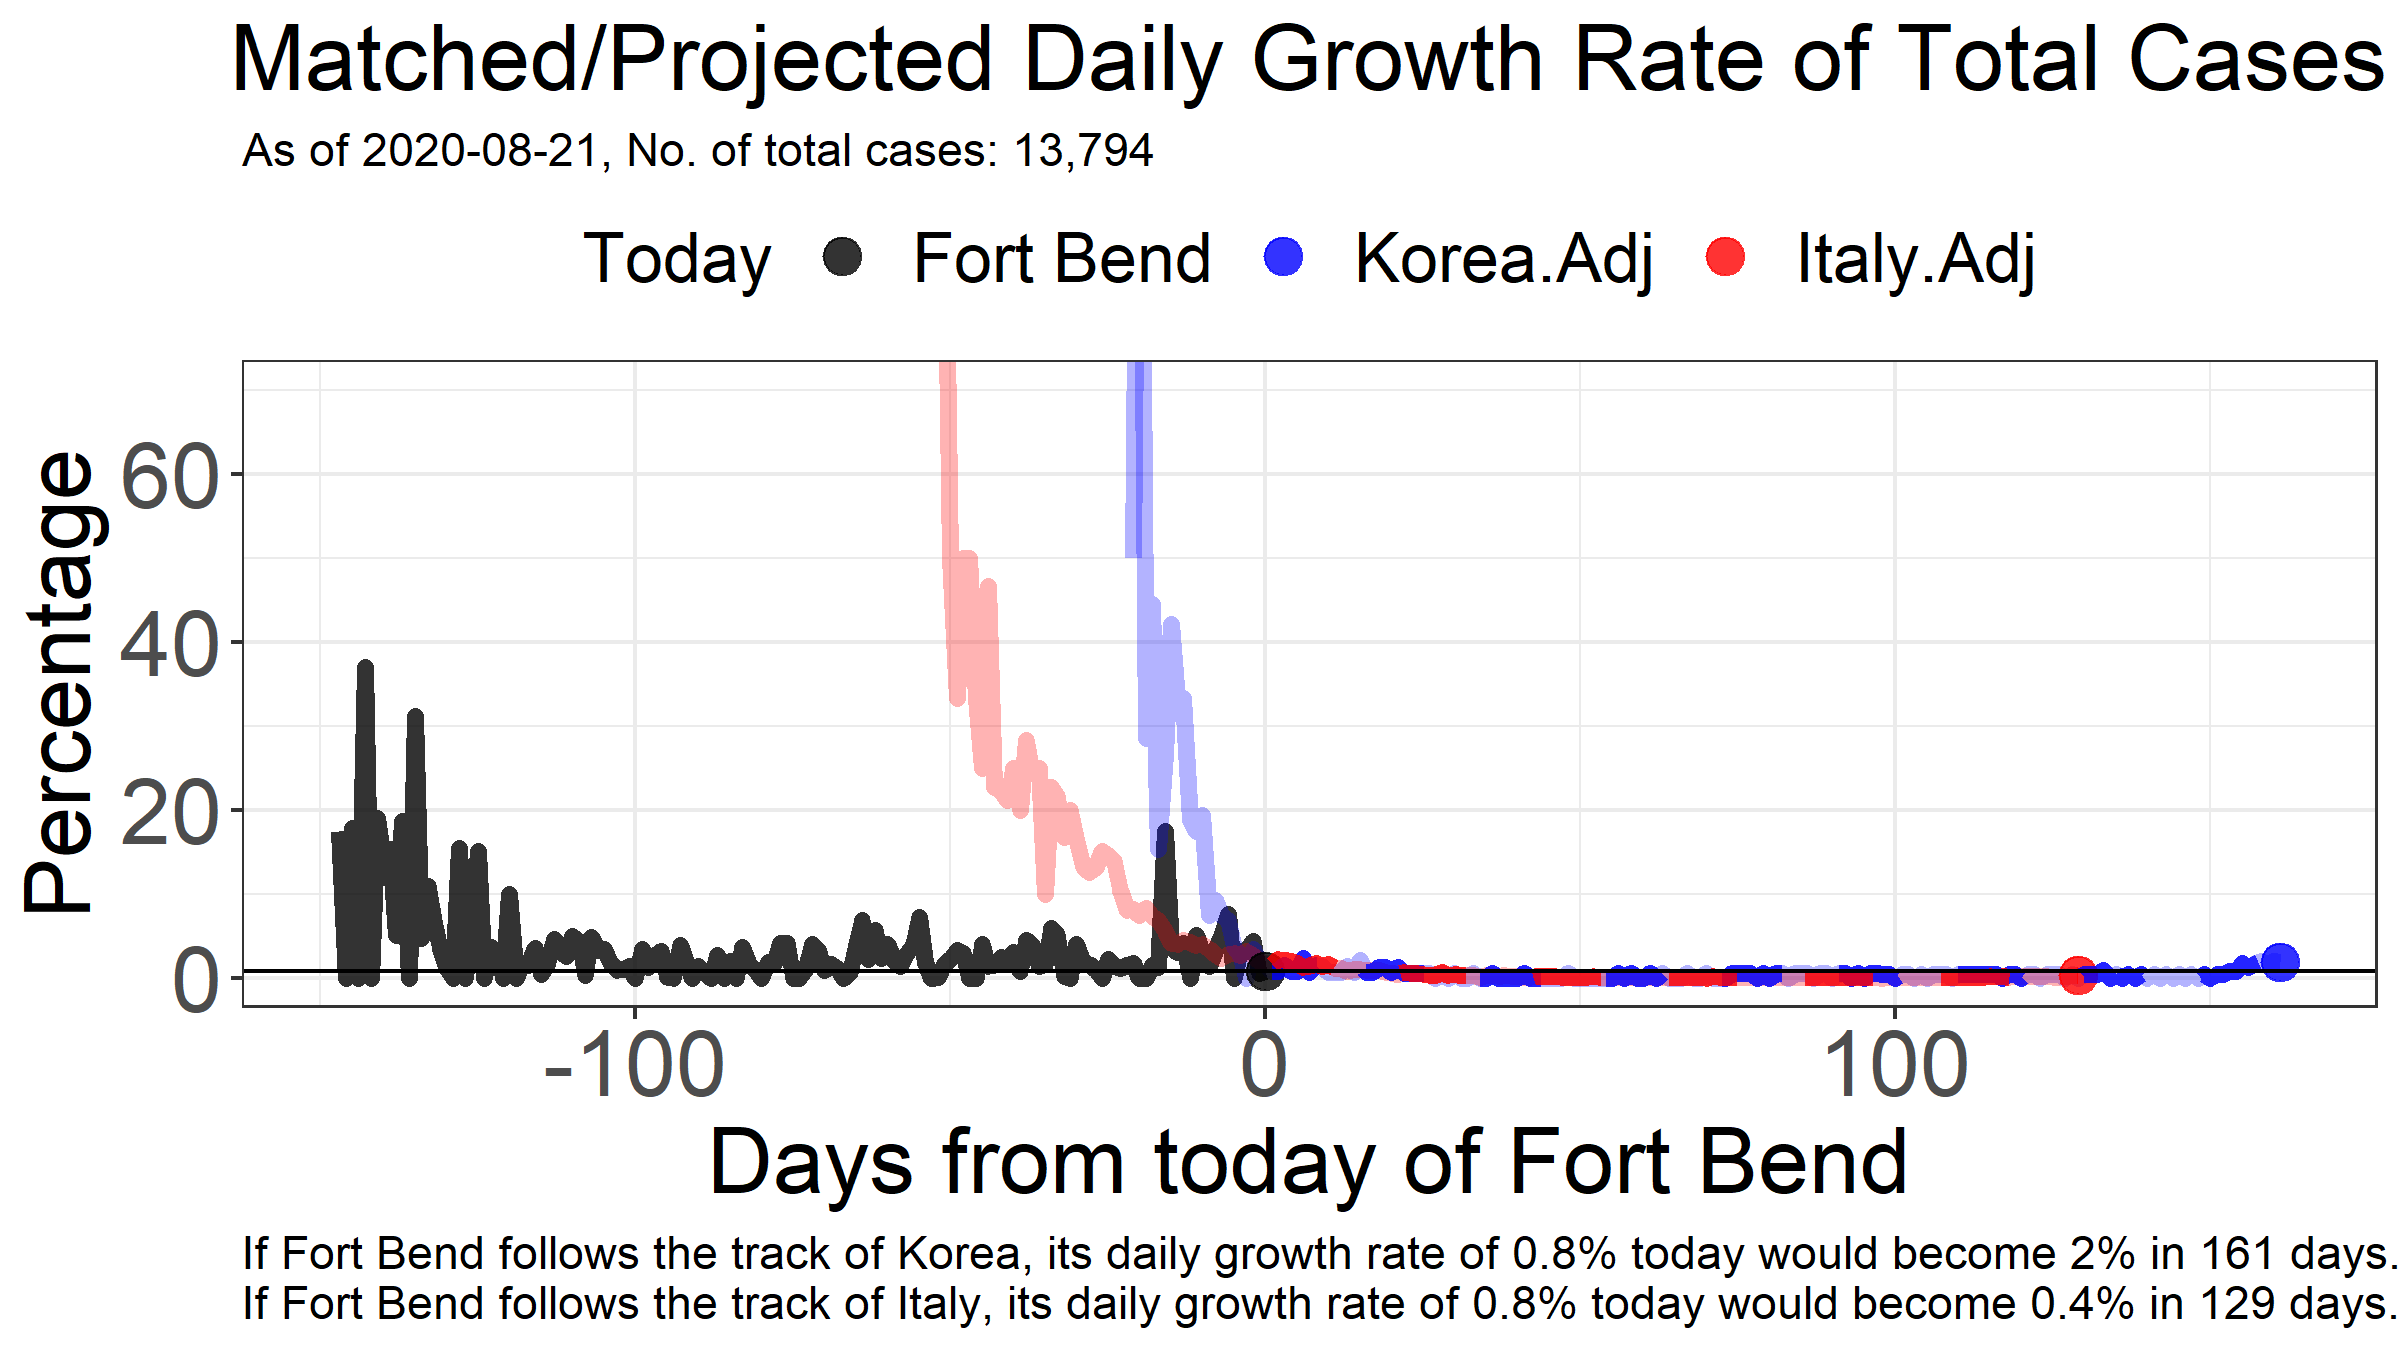 Matched/Projected Daily Growth Rate of Total Cases
As of 2020-08-21, No. of total cases: 13,794
Today Fort Bend Korea.Adj Italy.Adj
Percentage
60
40
20
0
-100 0 100
Days from today of Fort Bend
If Fort Bend follows the track of Korea, its daily growth rate of 0.8% today would become 2% in 161 days.
If Fort Bend follows the track of Italy, its daily growth rate of 0.8% today would become 0.4% in 129 days.